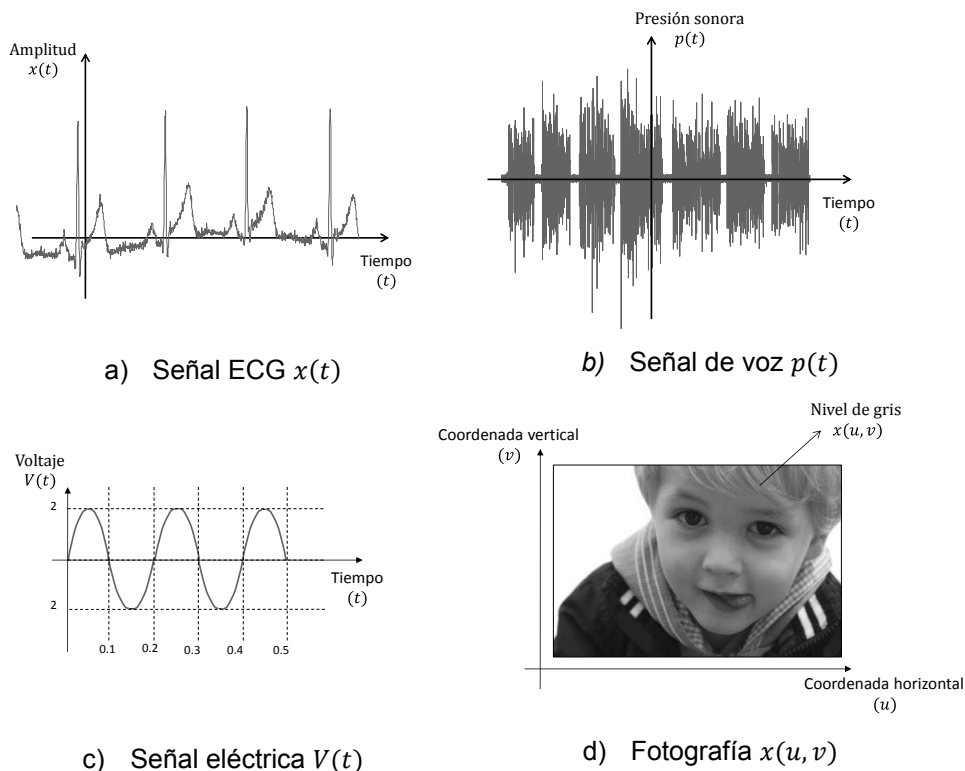 Amplitud
x(t)
Tiempo
(t)
a) Señal ECG x(t)
Presión sonora
p(t)
Tiempo
(t)
b) Señal de voz p(t)
Voltaje
V(t)
2
2
0.1 0.2 0.3 0.4 0.5
Tiempo
(t)
c) Señal eléctrica V(t)
Nivel de gris
x(u, v)
Coordenada vertical
(v)
Coordenada horizontal
(u)
d) Fotografía x(u, v)